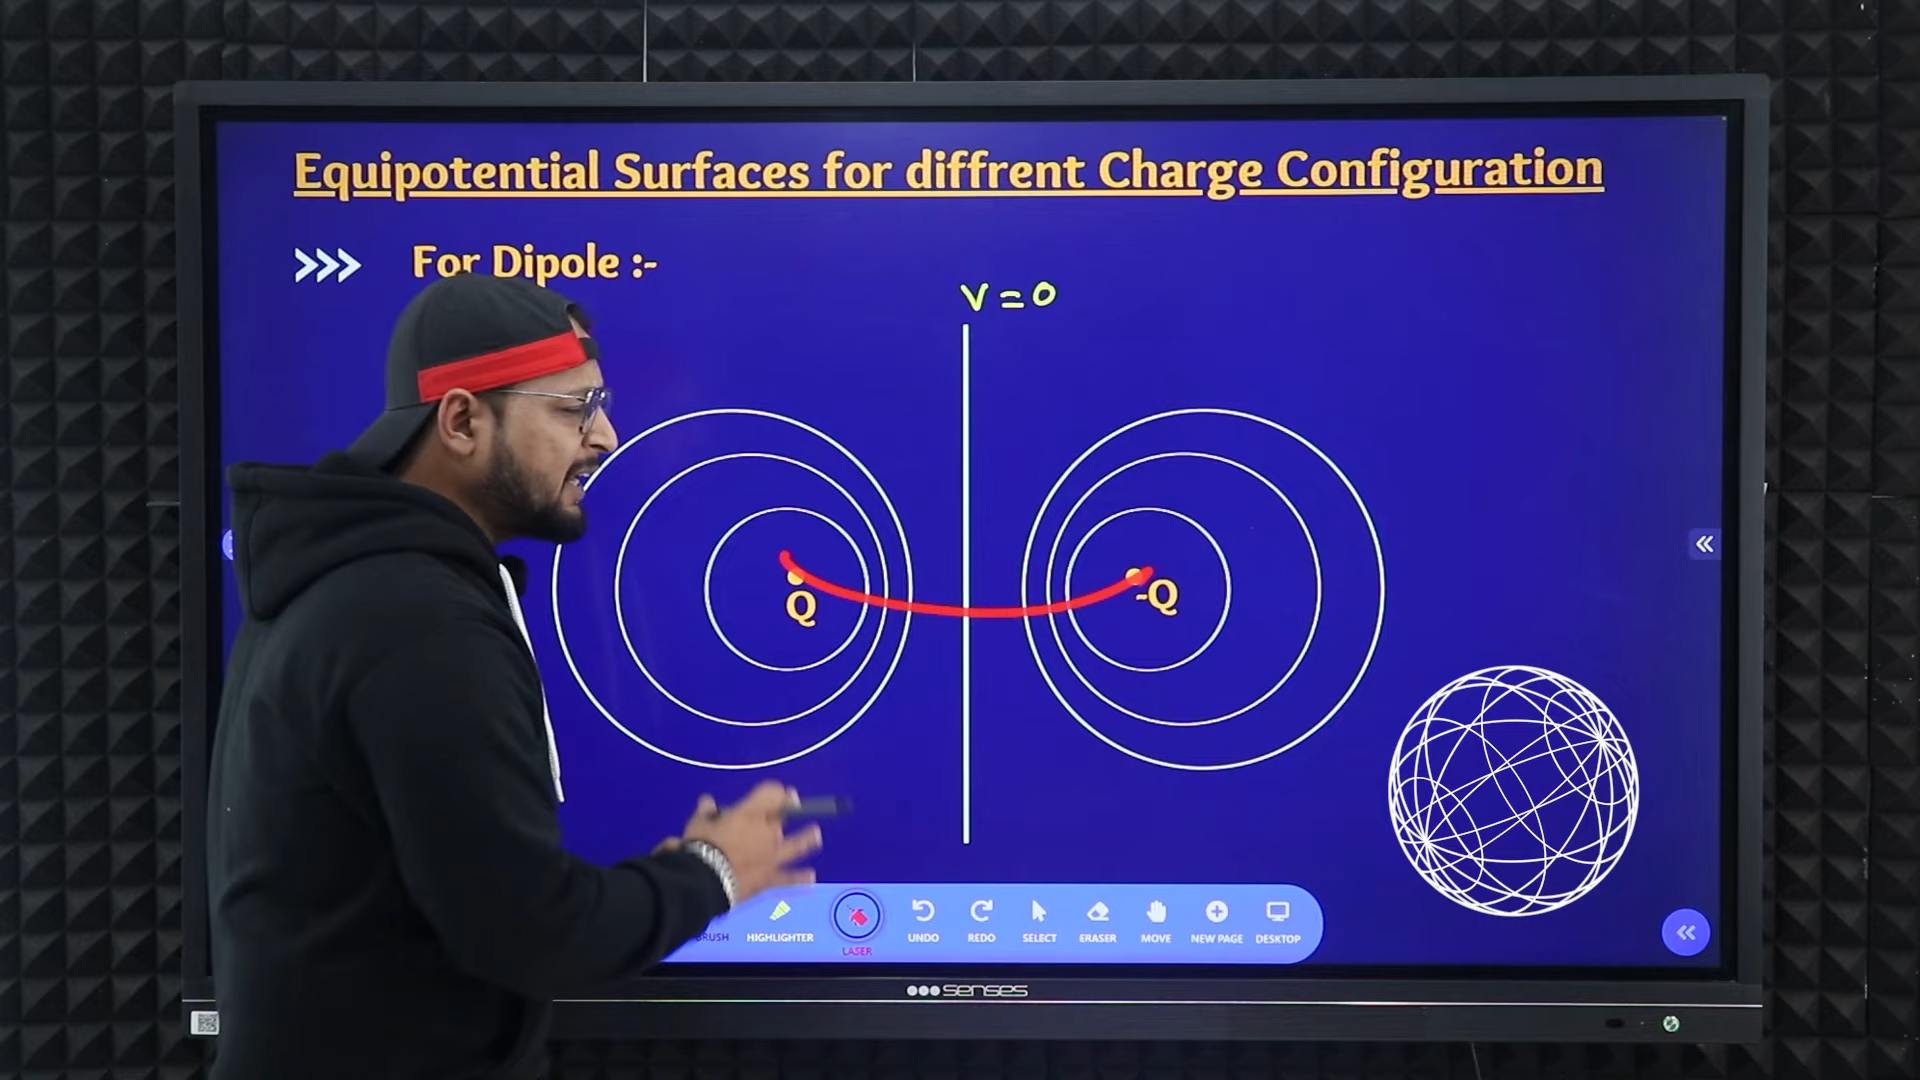 Equipotential Surfaces for diffrent Charge Configuration
>>> For Dipole :-
V = 0
Q
-Q
BRUSH HIGHLIGHTER LASER UNDO REDO SELECT ERASER MOVE NEW PAGE DESKTOP
senses